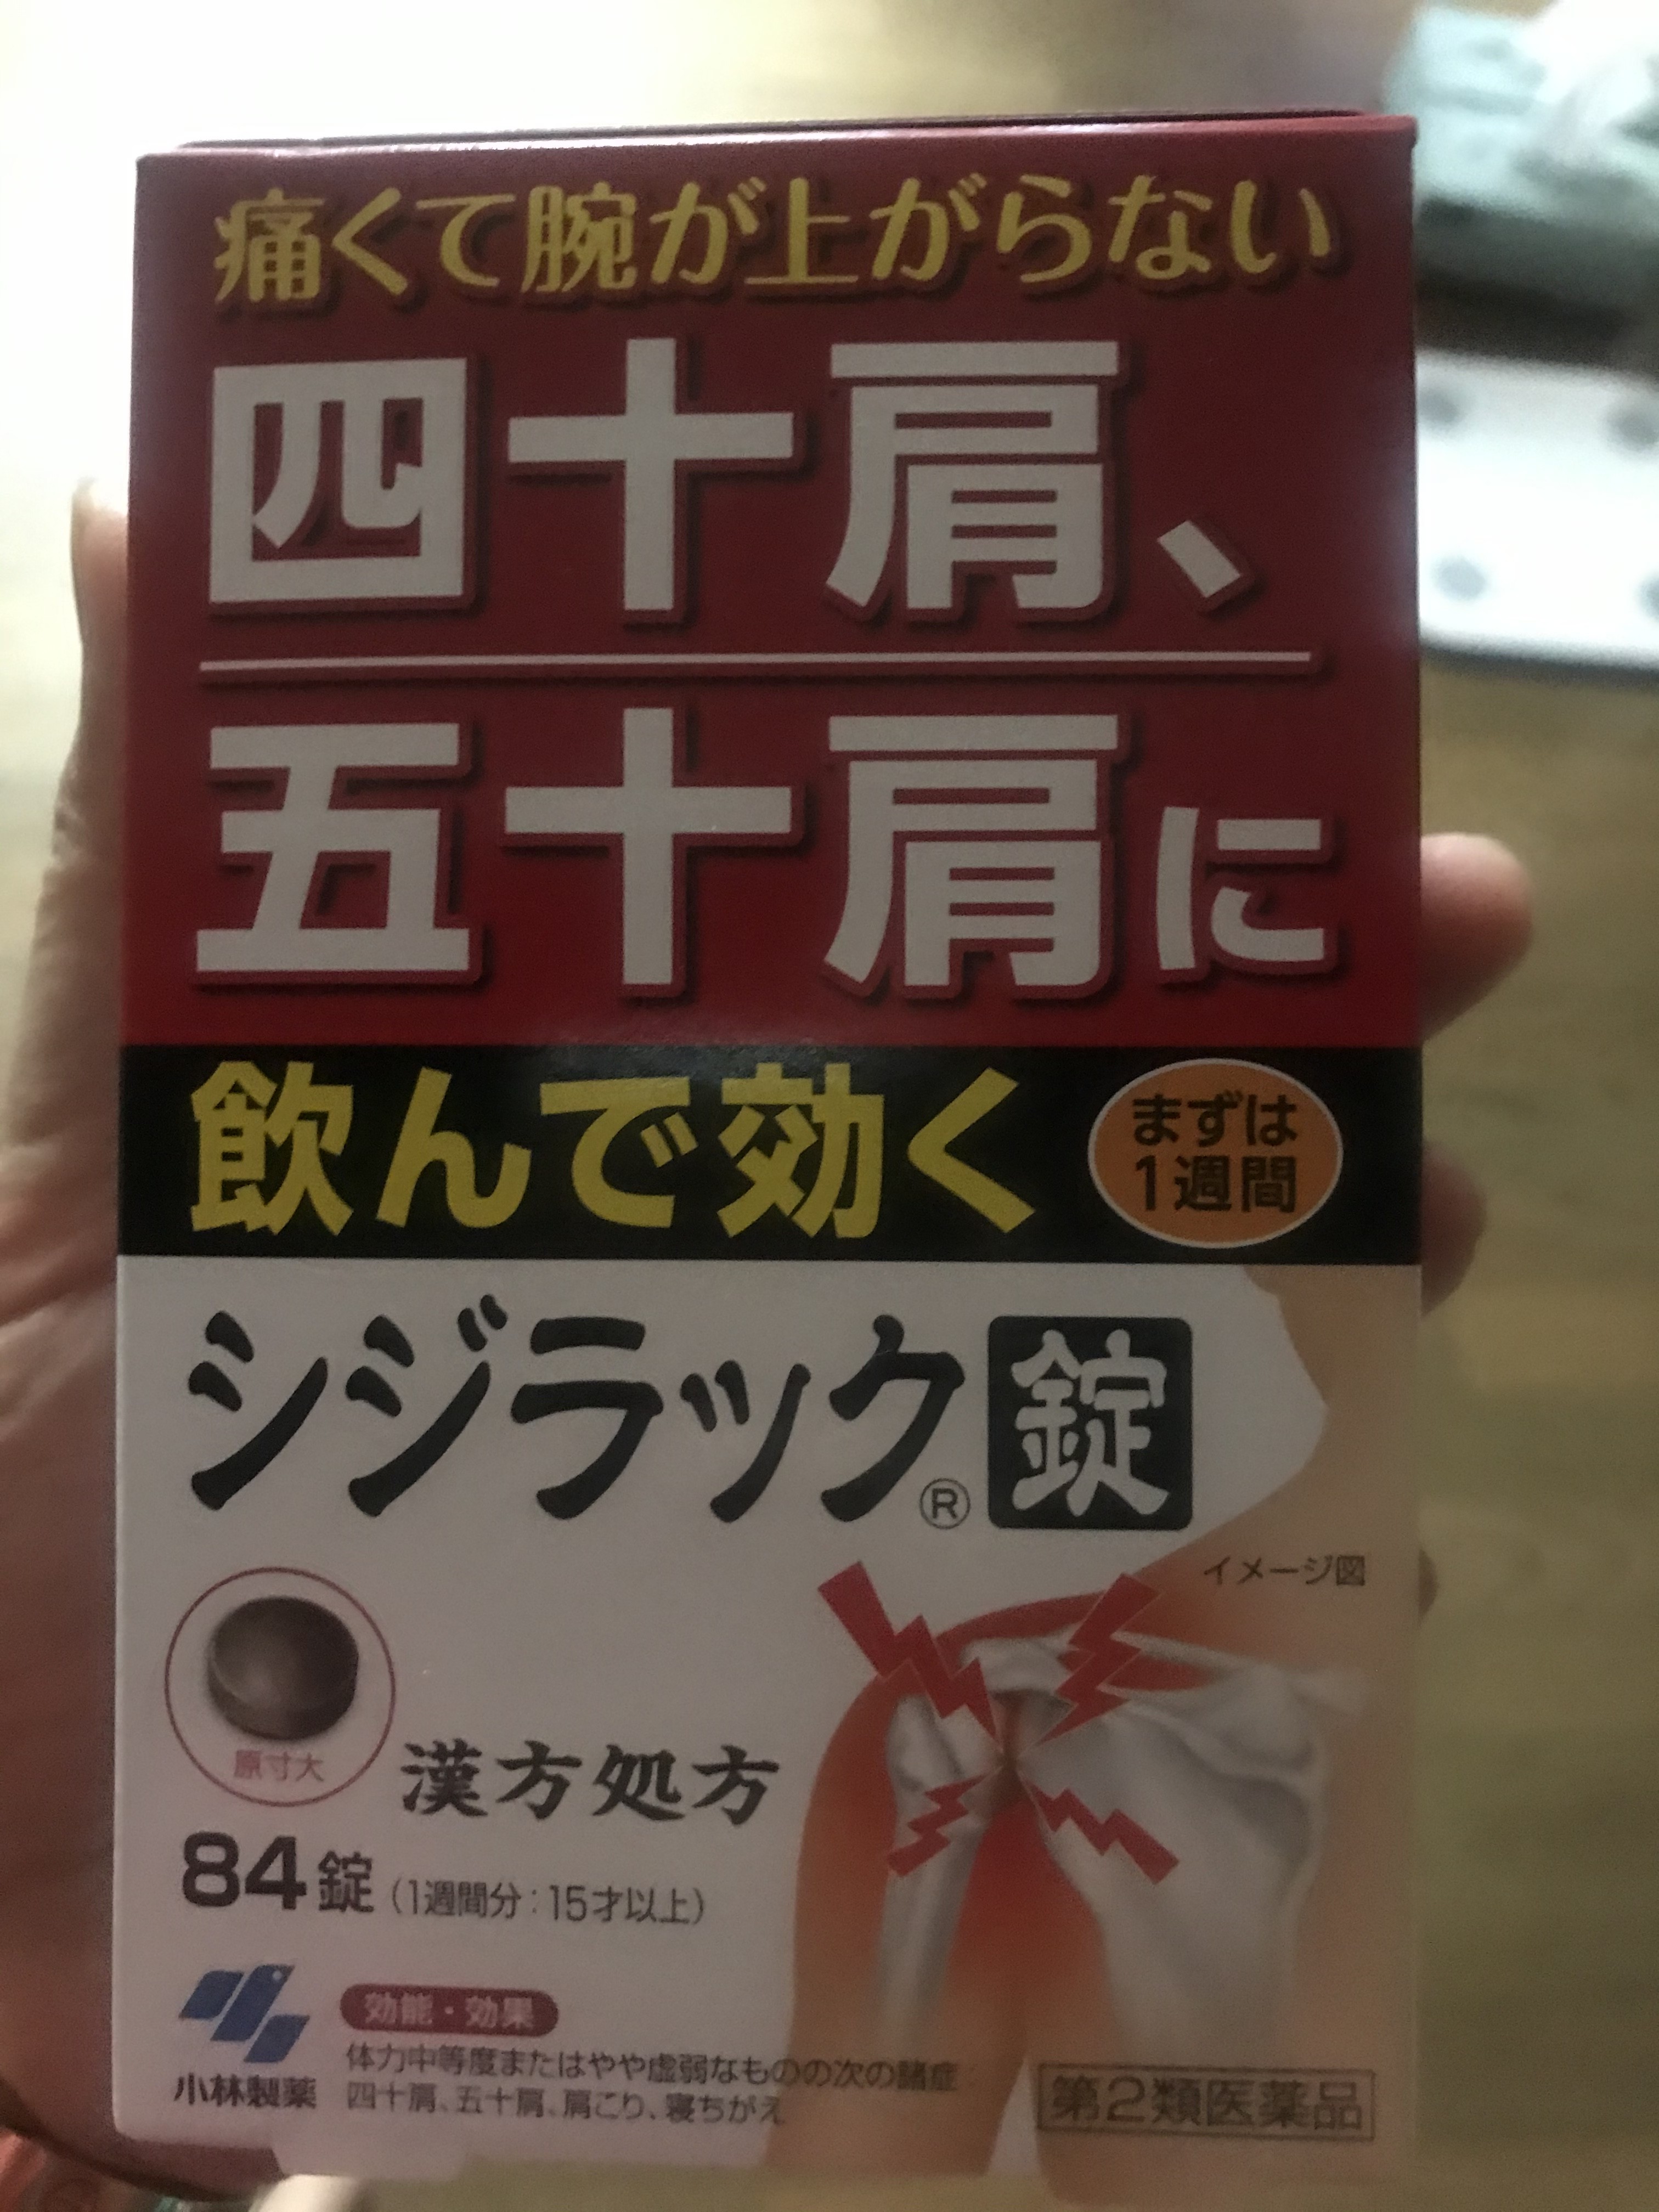 痛くて腕が上がらない
四十肩、
五十肩に
飲んで効く
まずは
1週間
シジラック®錠
イメージ図
原寸大
漢方処方
84錠(1週間分:15才以上)
小林製薬
効能・効果
体力中等度またはやや虚弱なものの次の諸症:
四十肩、五十肩、肩こり、寝ちがえ
第2類医薬品